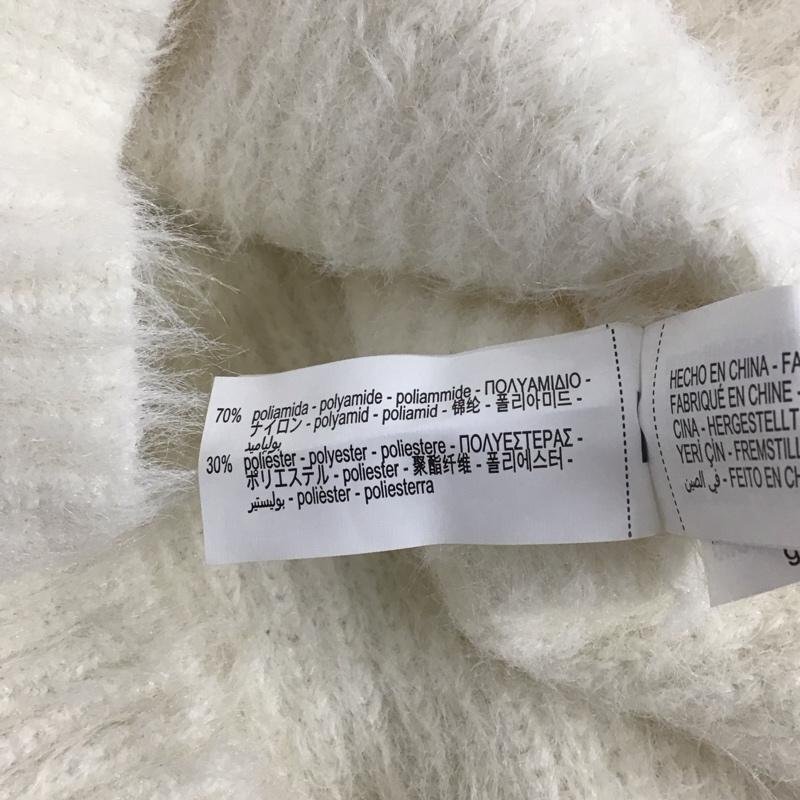 70% poliamida - polyamide - poliammide - ΠΟΛΥΑΜΙΔΙΟ -
ナイロン - polyamid - poliamid - 锦纶 - 폴리아미드 -
بولياميد
30% poliéster - polyester - poliestere - ΠΟΛΥΕΣΤΕΡΑΣ -
ポリエステル - poliester - 聚酯纤维 - 폴리에스터 -
بوليستير - polièster - poliesterra
HECHO EN CHINA - FA
FABRIQUÉ EN CHINE -
CINA - HERGESTELLT
YERİ ÇİN - FREMSTILL
في الصين - FEITO EN CH